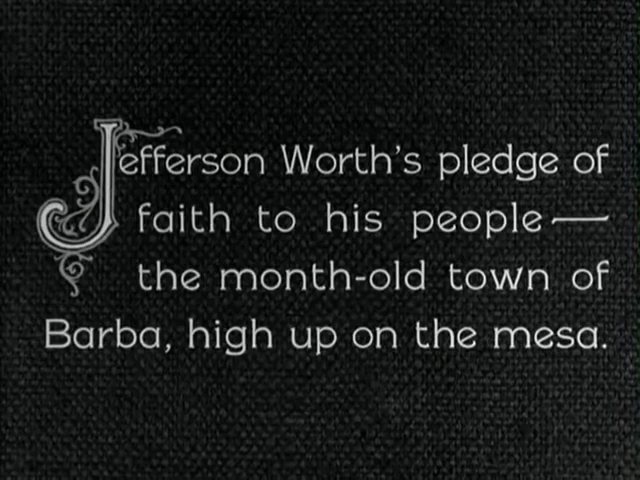 Jefferson Worth's pledge of
faith to his people—
the month-old town of
Barba, high up on the mesa.